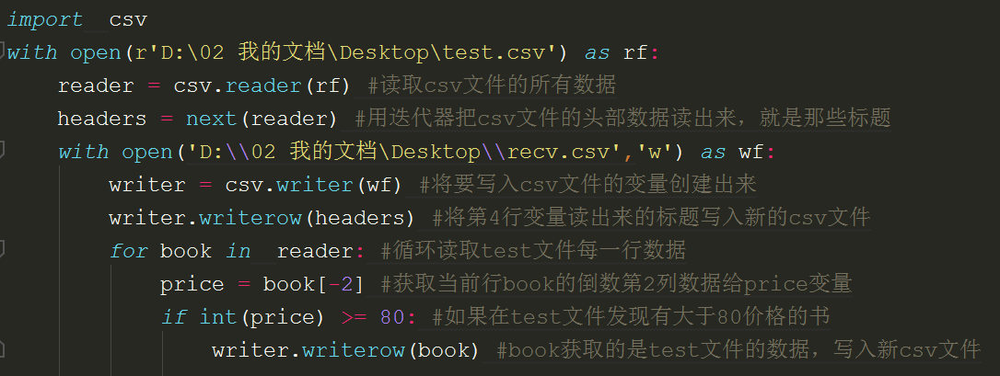 import  csv
with open(r'D:\02 我的文档\Desktop\test.csv') as rf:
    reader = csv.reader(rf) #读取csv文件的所有数据
    headers = next(reader) #用迭代器把csv文件的头部数据读出来，就是那些标题
    with open('D:\\02 我的文档\Desktop\\recv.csv','w') as wf:
        writer = csv.writer(wf) #将要写入csv文件的变量创建出来
        writer.writerow(headers) #将第4行变量读出来的标题写入新的csv文件
        for book in  reader: #循环读取test文件每一行数据
            price = book[-2] #获取当前行book的倒数第2列数据给price变量
            if int(price) >= 80: #如果在test文件发现有大于80价格的书
                writer.writerow(book) #book获取的是test文件的数据，写入新csv文件